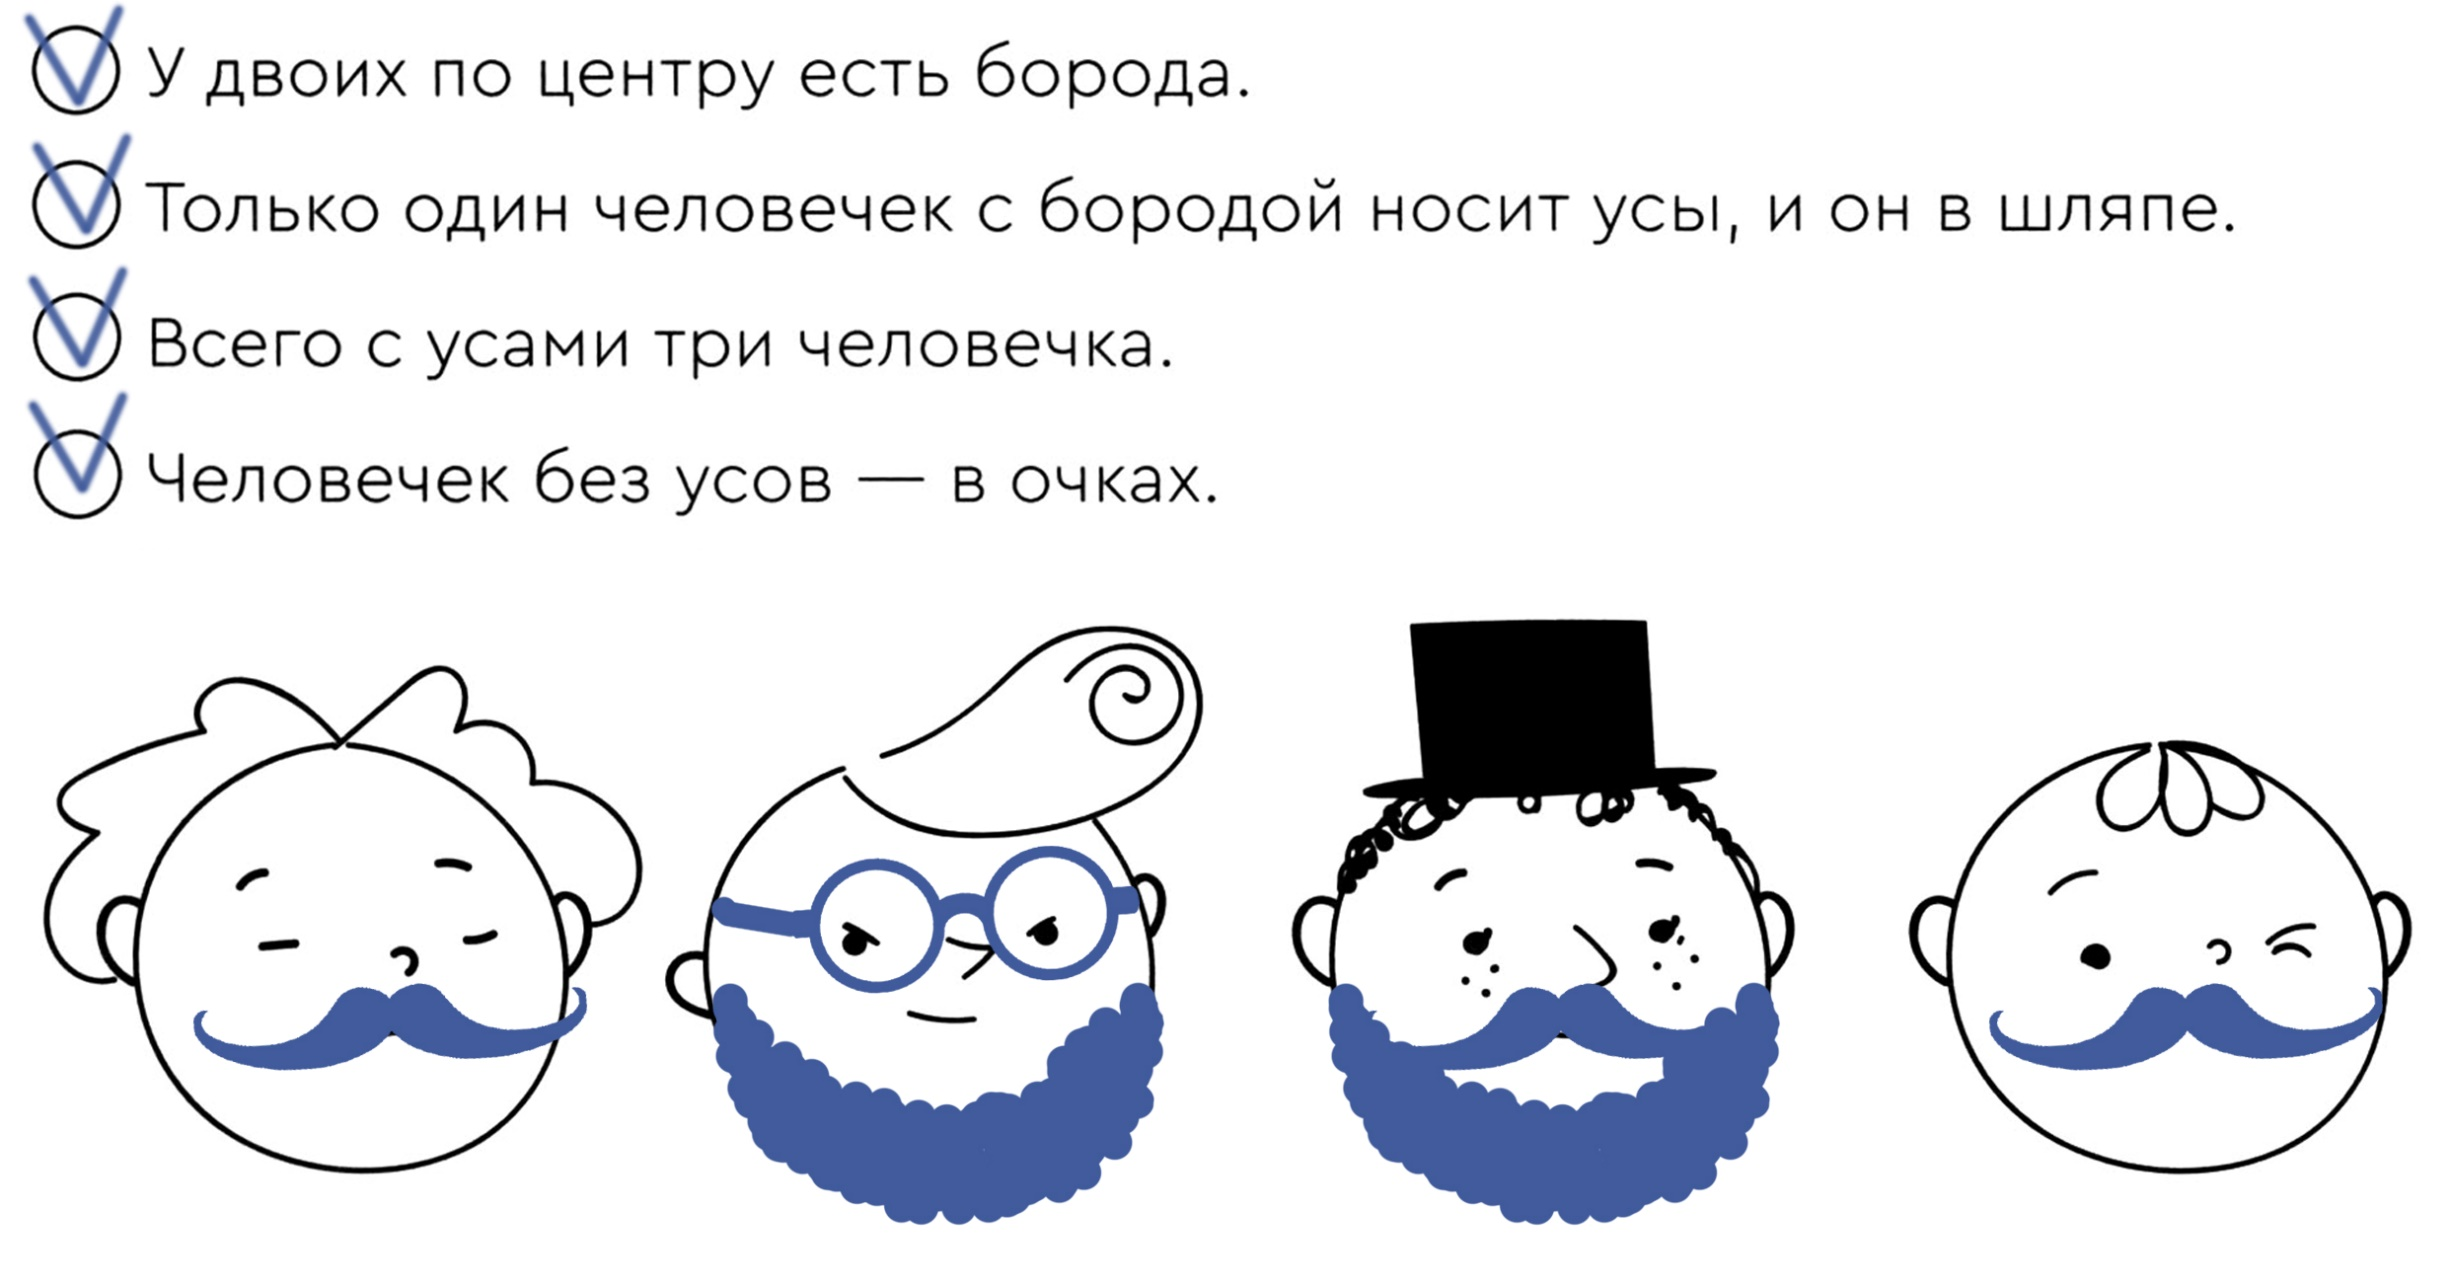 У двоих по центру есть борода.
Только один человечек с бородой носит усы, и он в шляпе.
Всего с усами три человечка.
Человечек без усов — в очках.